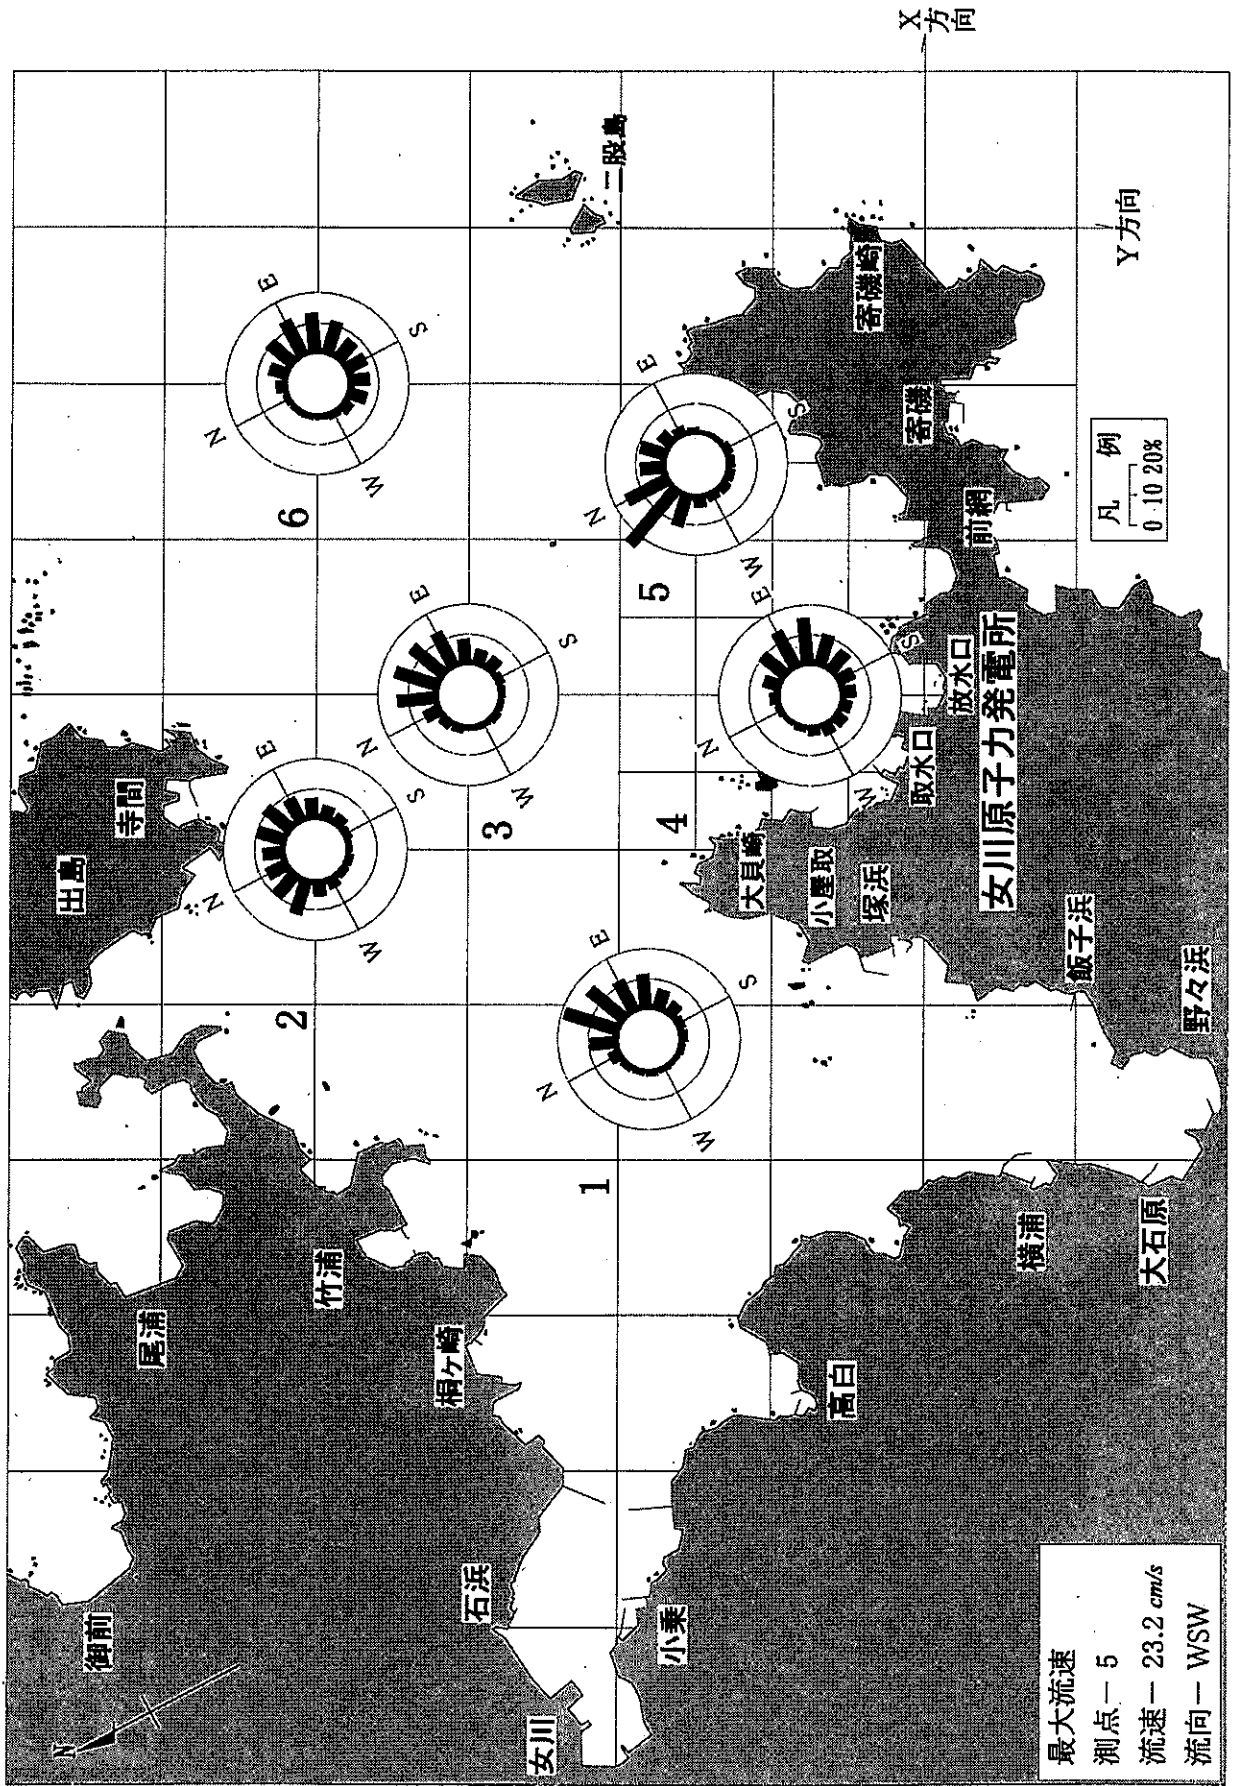 X方向
Y方向
二股島
寄磯崎
寄磯
前網
凡 例
0 10 20%
6
N
E
S
W
5
N
E
S
W
3
N
E
S
W
4
N
E
S
W
2
N
E
S
W
1
N
E
S
W
出島
寺間
放水口
取水口
女川原子力発電所
大貝崎
小屋取
塚浜
飯子浜
野々浜
大石原
横浦
高白
小乗
女川
石浜
桐ヶ崎
竹浦
尾浦
御前
N
最大流速
測点－5
流速－23.2 cm/s
流向－WSW